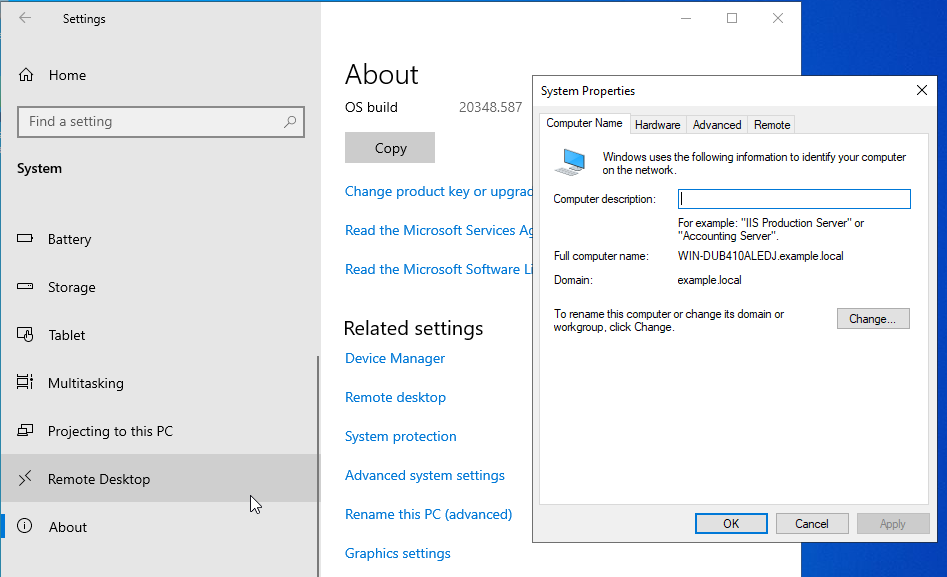 Settings
Home
Find a setting
System
Battery
Storage
Tablet
Multitasking
Projecting to this PC
Remote Desktop
About
About
OS build 20348.587
Copy
Change product key or upgrad
Read the Microsoft Services Ag
Read the Microsoft Software Li
Related settings
Device Manager
Remote desktop
System protection
Advanced system settings
Rename this PC (advanced)
Graphics settings
System Properties
Computer Name Hardware Advanced Remote
Windows uses the following information to identify your computer
on the network.
Computer description:
For example: "IIS Production Server" or
"Accounting Server".
Full computer name: WIN-DUB410ALEDJ.example.local
Domain: example.local
To rename this computer or change its domain or
workgroup, click Change.
Change...
OK Cancel Apply